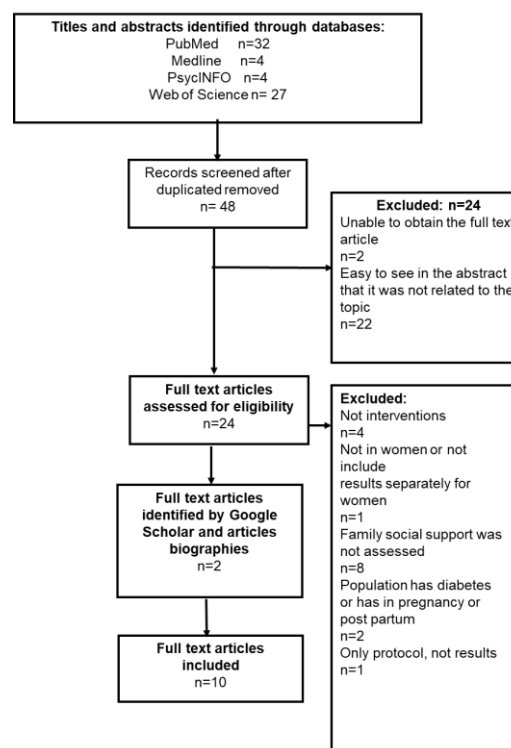 Titles and abstracts identified through databases:
PubMed n=32
Medline n=4
PsycINFO n=4
Web of Science n= 27
Records screened after
duplicated removed
n= 48
Excluded: n=24
Unable to obtain the full text
article
n=2
Easy to see in the abstract
that it was not related to the
topic
n=22
Full text articles
assessed for eligibility
n=24
Excluded:
Not interventions
n=4
Not in women or not
include
results separately for
women
n=1
Family social support was
not assessed
n=8
Population has diabetes
or has in pregnancy or
post partum
n=2
Only protocol, not results
n=1
Full text articles
identified by Google
Scholar and articles
biographies
n=2
Full text articles
included
n=10